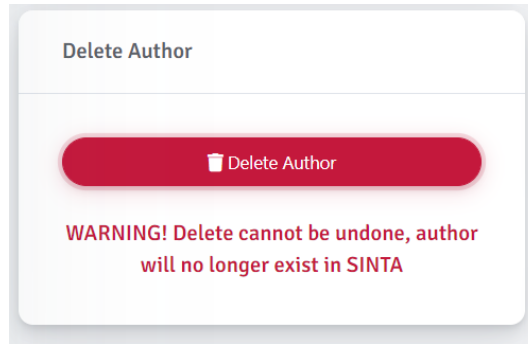 Delete Author
Delete Author
WARNING! Delete cannot be undone, author
will no longer exist in SINTA